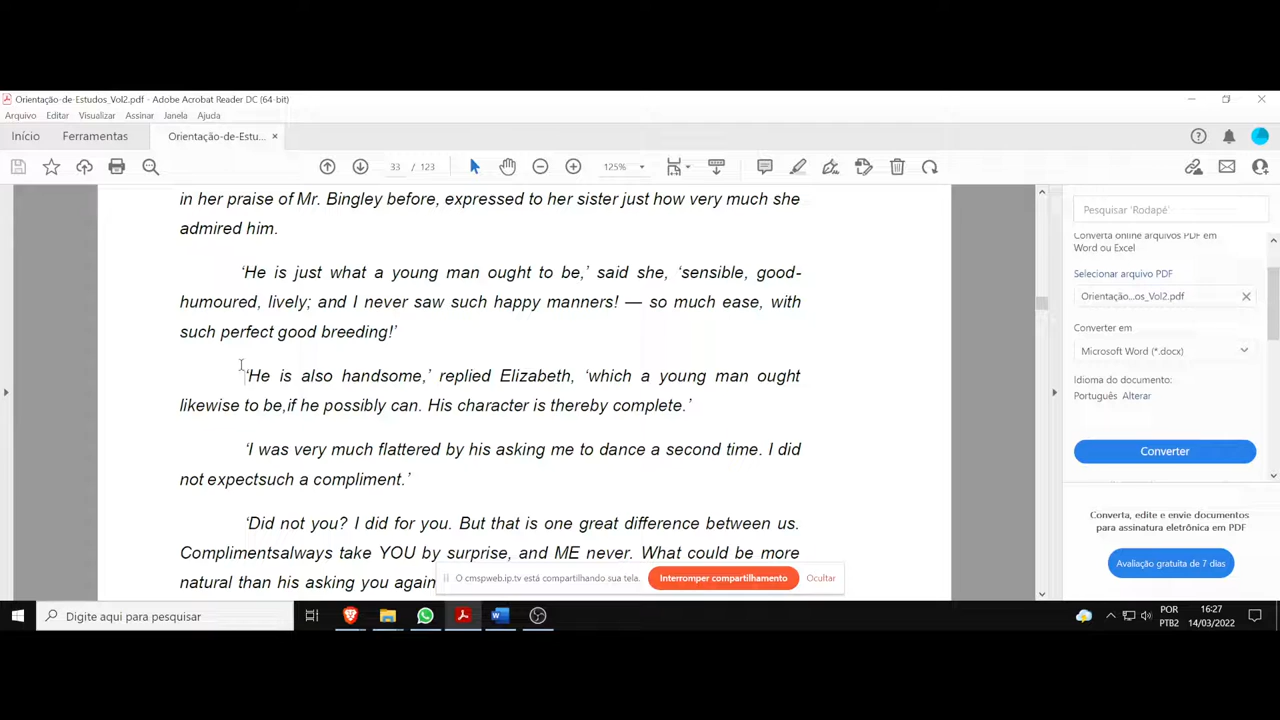 Orientação-de-Estudos_Vol2.pdf - Adobe Acrobat Reader DC (64-bit)
Arquivo Editar Visualizar Assinar Janela Ajuda
Início Ferramentas Orientação-de-Estu... ×
33 / 123 125%
in her praise of Mr. Bingley before, expressed to her sister just how very much she
admired him.
‘He is just what a young man ought to be,’ said she, ‘sensible, good-
humoured, lively; and I never saw such happy manners! — so much ease, with
such perfect good breeding!’
‘He is also handsome,’ replied Elizabeth, ‘which a young man ought
likewise to be,if he possibly can. His character is thereby complete.’
‘I was very much flattered by his asking me to dance a second time. I did
not expectsuch a compliment.’
‘Did not you? I did for you. But that is one great difference between us.
Complimentsalways take YOU by surprise, and ME never. What could be more
natural than his asking you again
O cmspweb.ip.tv está compartilhando sua tela. Interromper compartilhamento Ocultar
Pesquisar 'Rodapé'
Converta online arquivos PDF em
Word ou Excel
Selecionar arquivo PDF
Orientação...os_Vol2.pdf
Converter em
Microsoft Word (*.docx)
Idioma do documento:
Português Alterar
Converter
Converta, edite e envie documentos
para assinatura eletrônica em PDF
Avaliação gratuita de 7 dias
Digite aqui para pesquisar
POR
PTB2
16:27
14/03/2022